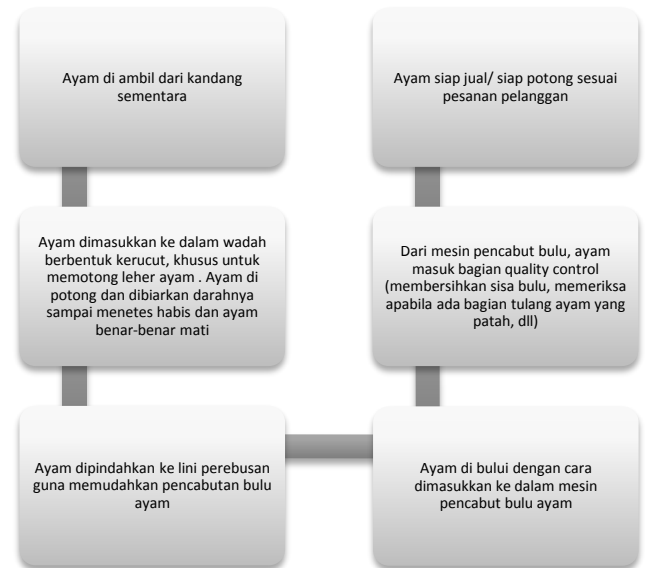 Ayam di ambil dari kandang
sementara
Ayam dimasukkan ke dalam wadah
berbentuk kerucut, khusus untuk
memotong leher ayam . Ayam di
potong dan dibiarkan darahnya
sampai menetes habis dan ayam
benar-benar mati
Ayam dipindahkan ke lini perebusan
guna memudahkan pencabutan bulu
ayam
Ayam di bului dengan cara
dimasukkan ke dalam mesin
pencabut bulu ayam
Dari mesin pencabut bulu, ayam
masuk bagian quality control
(membersihkan sisa bulu, memeriksa
apabila ada bagian tulang ayam yang
patah, dll)
Ayam siap jual/ siap potong sesuai
pesanan pelanggan